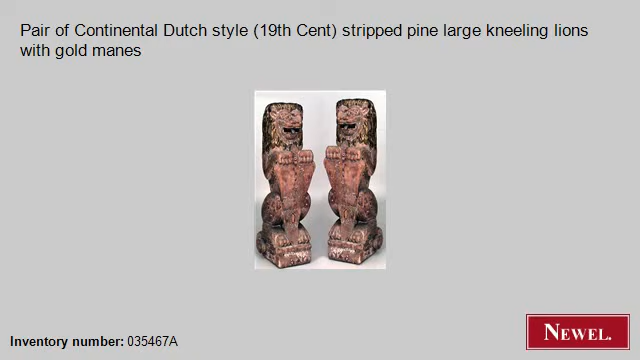 Pair of Continental Dutch style (19th Cent) stripped pine large kneeling lions
with gold manes
Inventory number: 035467A
NEWEL.